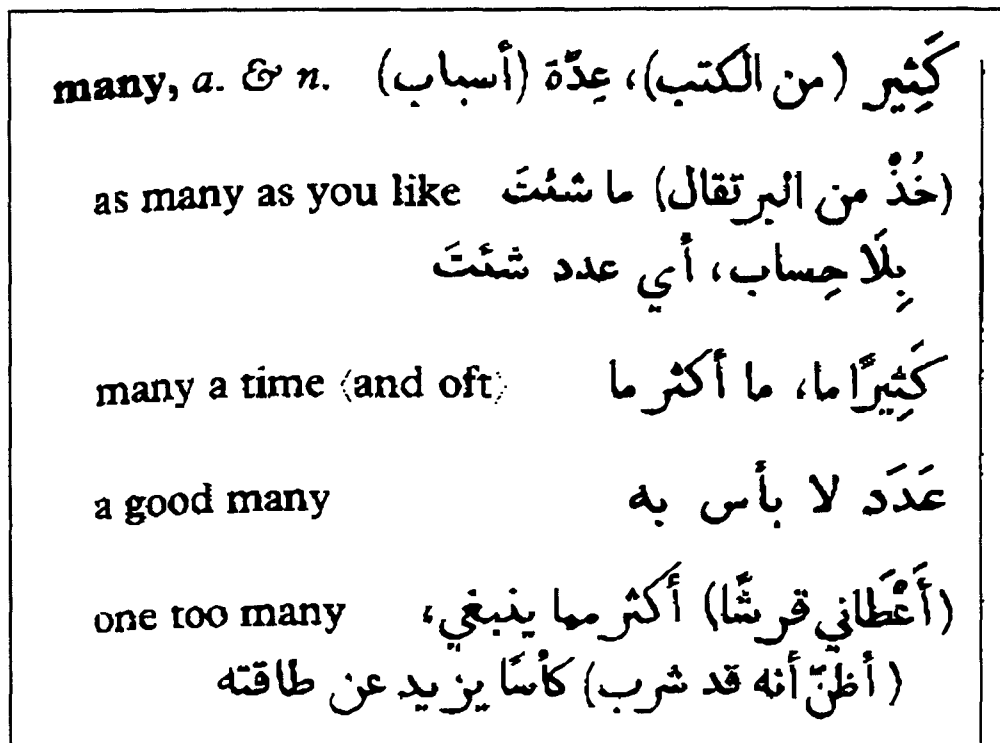 many, a. & n. كَثِير (من الكتب)، عِدّة (أسباب)
as many as you like (خُذْ من البرتقال) ما شئتَ
بِلَا حِساب، أي عدد شئتَ
many a time (and oft) كَثِيرًا ما، ما أكثر ما
a good many عَدَد لا بأس به
one too many (أَعْطَاني قرشًا) أكثر مما ينبغي،
(أظنّ أنه قد شرب) كأسًا يزيد عن طاقته